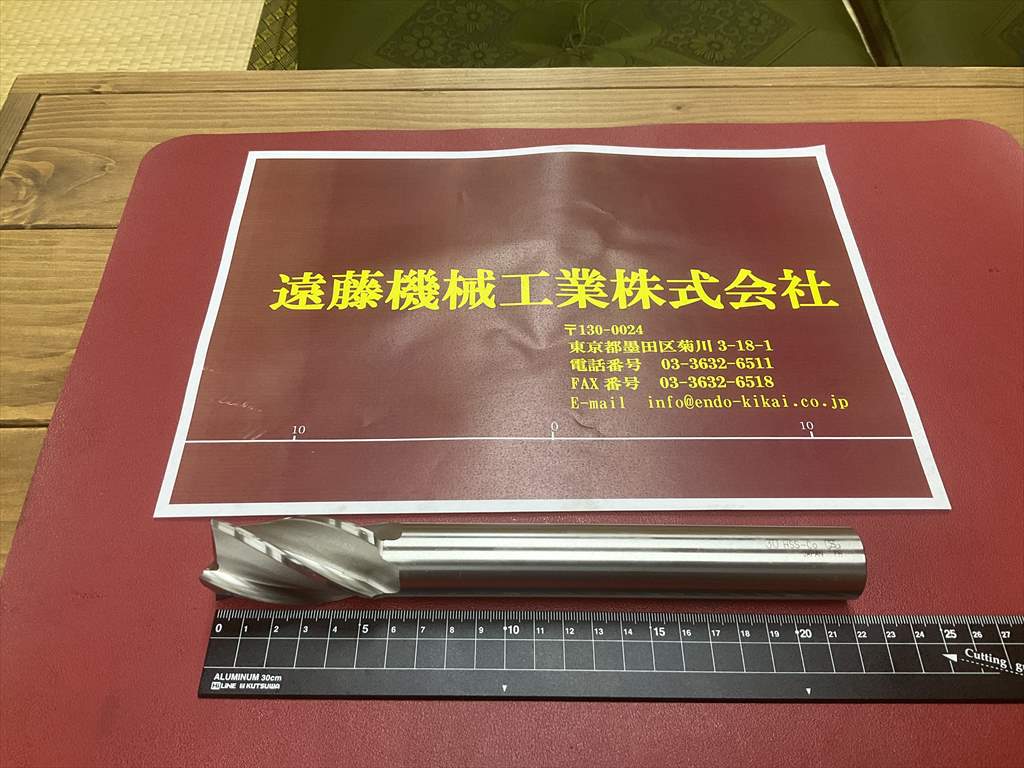 遠藤機械工業株式会社
〒130-0024
東京都墨田区菊川 3-18-1
電話番号 03-3632-6511
FAX 番号 03-3632-6518
E-mail info@endo-kikai.co.jp
10 0 10
30 HSS-Co
JAPAN
0 1 2 3 4 5 6 7 8 9 10 11 12 13 14 15 16 17 18 19 20 21 22 23 24 25 26 27
Cutting
ALUMINUM 30cm
HiLINE KUTSUWA